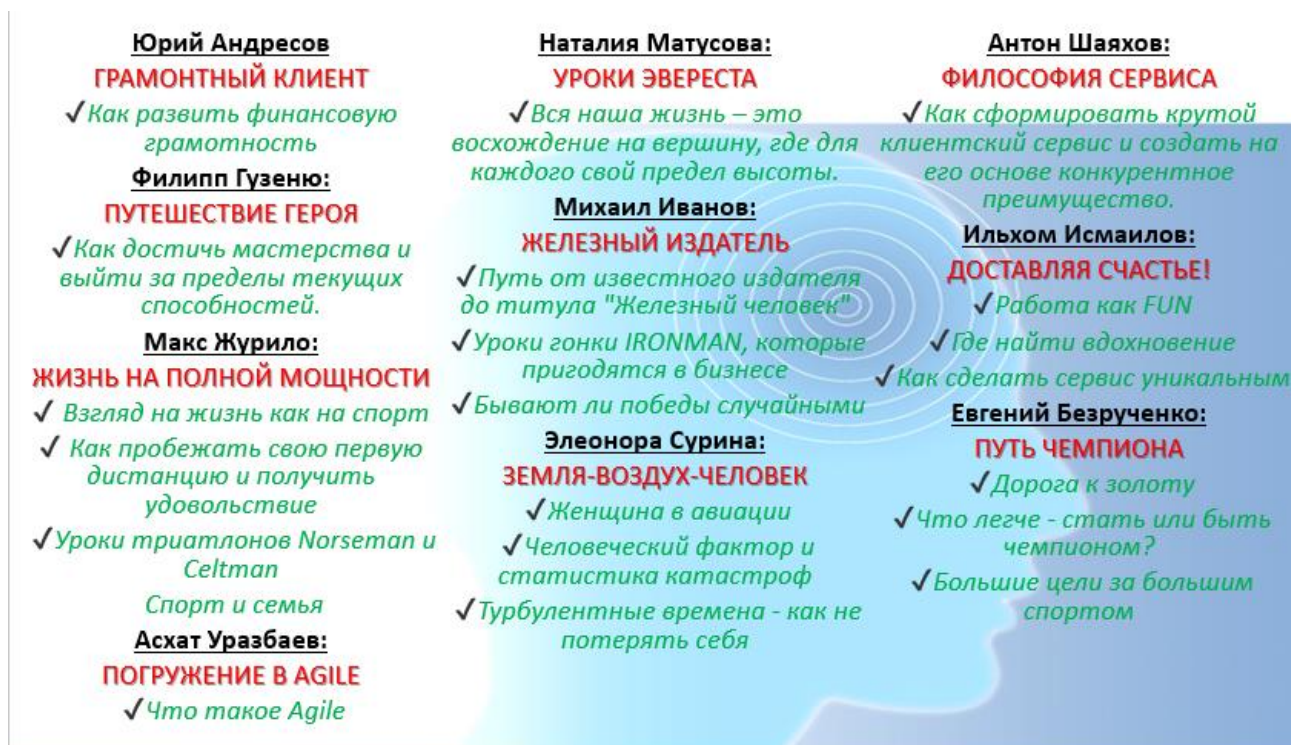 Юрий Андресов
ГРАМОНТНЫЙ КЛИЕНТ
✓Как развить финансовую
грамотность
Филипп Гузеню:
ПУТЕШЕСТВИЕ ГЕРОЯ
✓Как достичь мастерства и
выйти за пределы текущих
способностей.
Макс Журило:
ЖИЗНЬ НА ПОЛНОЙ МОЩНОСТИ
✓ Взгляд на жизнь как на спорт
✓ Как пробежать свою первую
дистанцию и получить
удовольствие
✓Уроки триатлонов Norseman и
Celtman
Спорт и семья
Асхат Уразбаев:
ПОГРУЖЕНИЕ В AGILE
✓Что такое Agile
Наталия Матусова:
УРОКИ ЭВЕРЕСТА
✓Вся наша жизнь – это
восхождение на вершину, где для
каждого свой предел высоты.
Михаил Иванов:
ЖЕЛЕЗНЫЙ ИЗДАТЕЛЬ
✓Путь от известного издателя
до титула "Железный человек"
✓Уроки гонки IRONMAN, которые
пригодятся в бизнесе
✓Бывают ли победы случайными
Элеонора Сурина:
ЗЕМЛЯ-ВОЗДУХ-ЧЕЛОВЕК
✓Женщина в авиации
✓Человеческий фактор и
статистика катастроф
✓Турбулентные времена - как не
потерять себя
Антон Шаяхов:
ФИЛОСОФИЯ СЕРВИСА
✓Как сформировать крутой
клиентский сервис и создать на
его основе конкурентное
преимущество.
Ильхом Исмаилов:
ДОСТАВЛЯЯ СЧАСТЬЕ!
✓Работа как FUN
✓Где найти вдохновение
✓Как сделать сервис уникальным
Евгений Безрученко:
ПУТЬ ЧЕМПИОНА
✓Дорога к золоту
✓Что легче - стать или быть
чемпионом?
✓Большие цели за большим
спортом